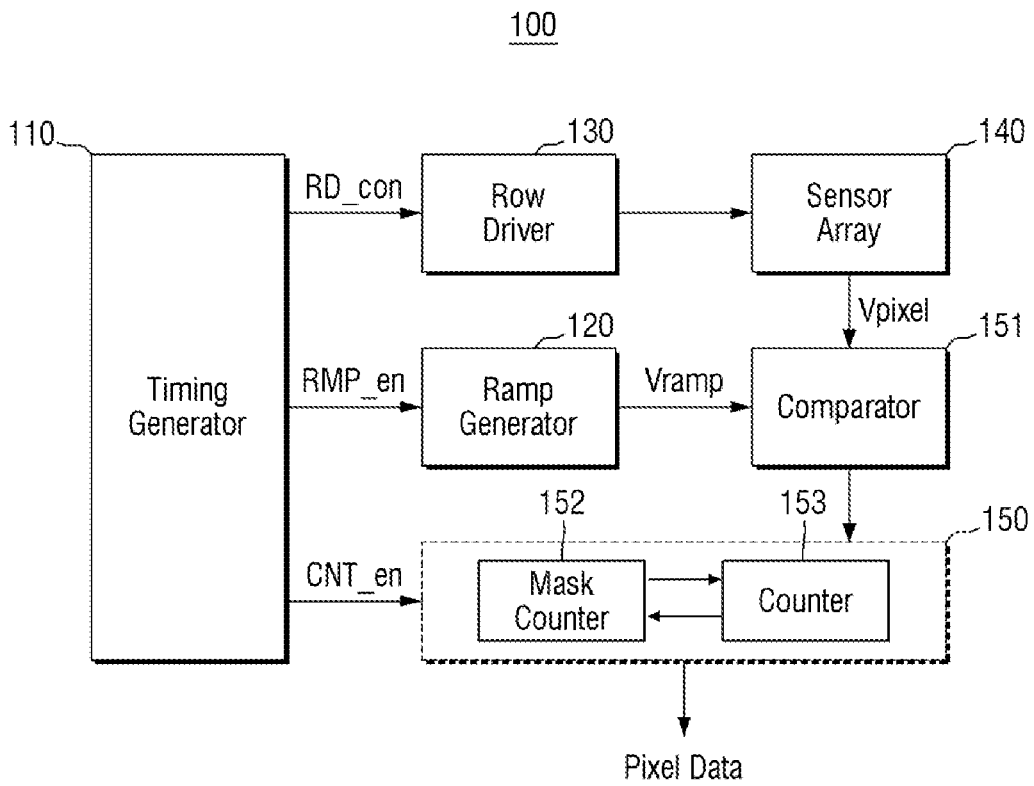 100
110
130
140
RD_con
Row
Driver
Sensor
Array
Vpixel
120
151
Timing
Generator
RMP_en
Ramp
Generator
Vramp
Comparator
152
153
150
CNT_en
Mask
Counter
Counter
Pixel Data